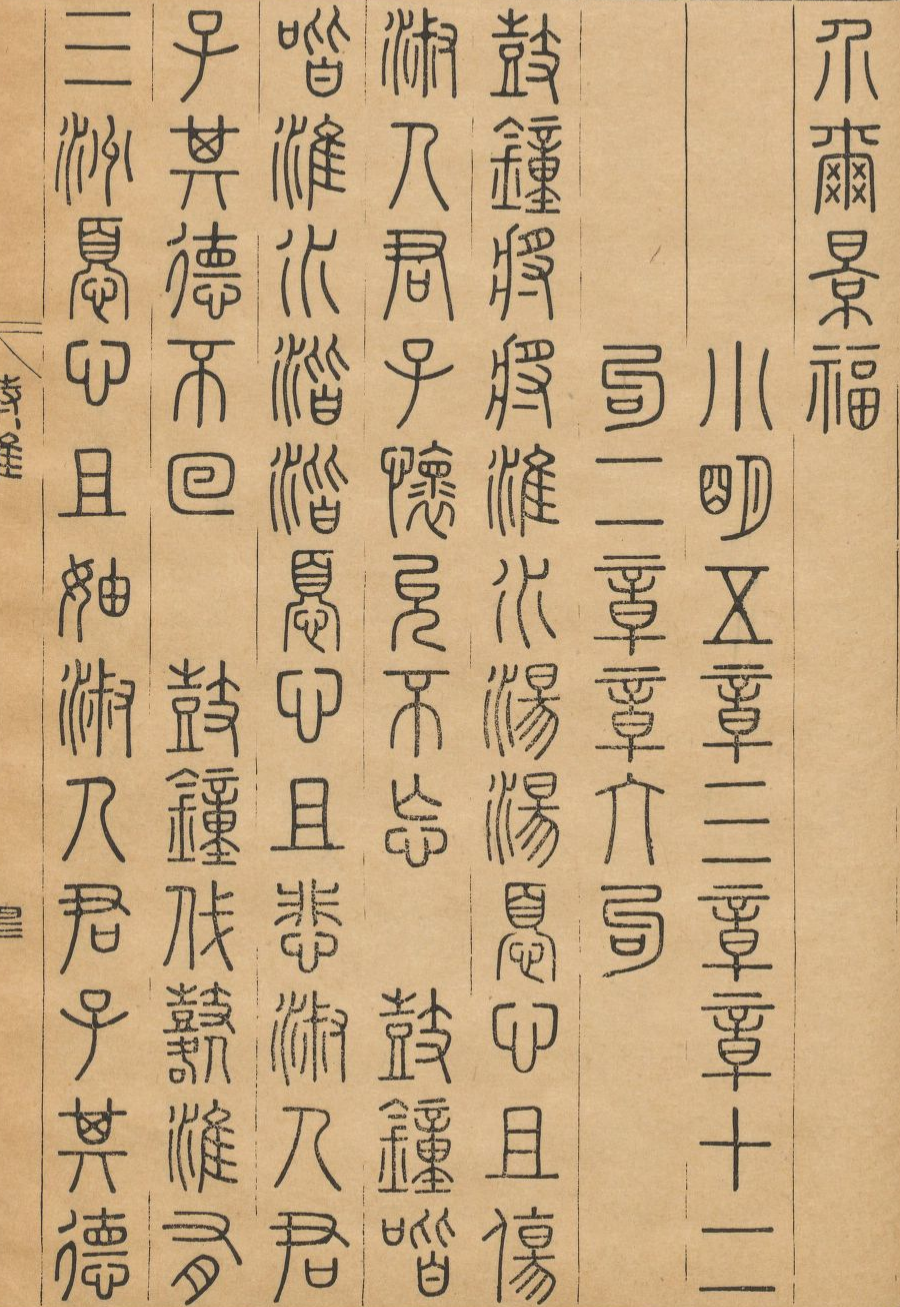 介爾景福
小明五章三章章十二
句二章章六句
鼓鐘將將淮水湯湯憂心且傷
淑人君子懷允不忘　鼓鐘喈
喈淮水湝湝憂心且悲淑人君
子其德不回　鼓鐘伐鼛淮有
三洲憂心且妯淑人君子其德